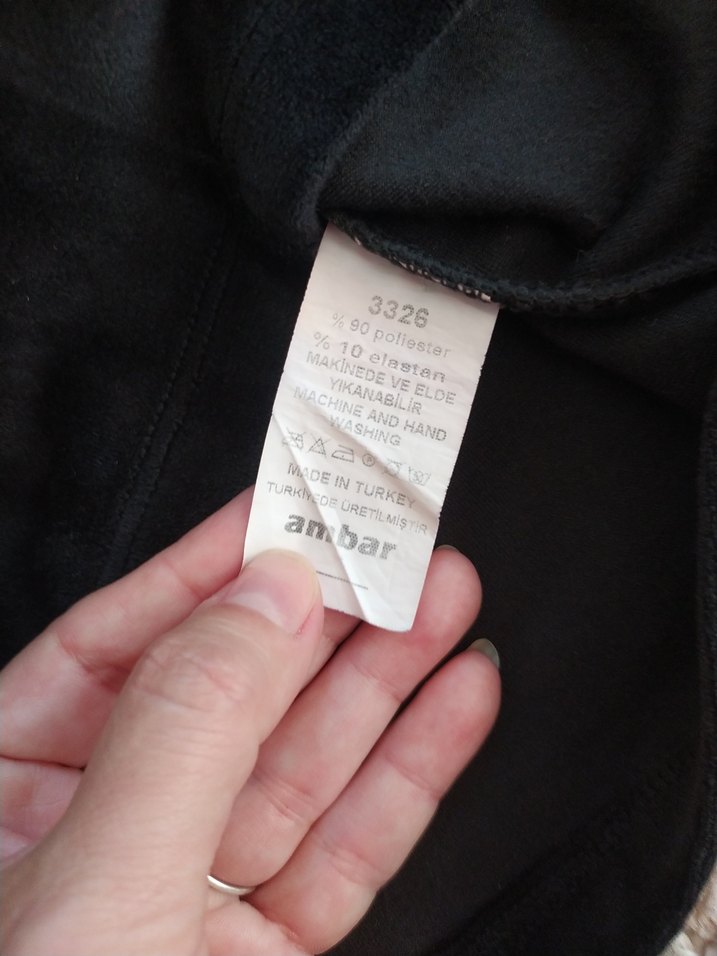 3326
% 90 poliester
% 10 elastan
MAKİNEDE VE ELDE
YIKANABİLİR
MACHINE AND HAND
WASHING
MADE IN TURKEY
TURKİYEDE ÜRETİLMİŞTİR
ambar